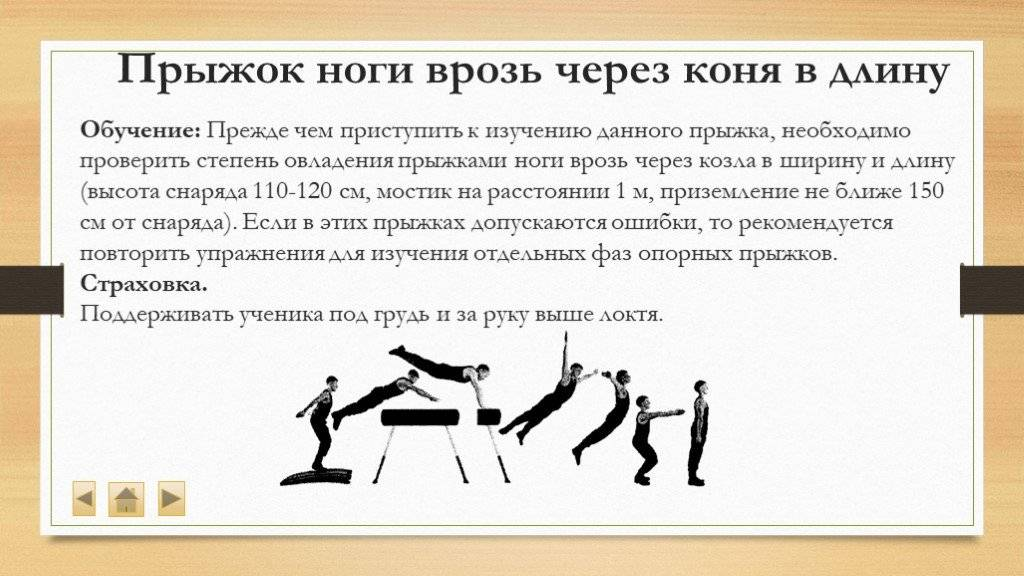 Прыжок ноги врозь через коня в длину
Обучение: Прежде чем приступить к изучению данного прыжка, необходимо
проверить степень овладения прыжками ноги врозь через козла в ширину и длину
(высота снаряда 110-120 см, мостик на расстоянии 1 м, приземление не ближе 150
см от снаряда). Если в этих прыжках допускаются ошибки, то рекомендуется
повторить упражнения для изучения отдельных фаз опорных прыжков.
Страховка.
Поддерживать ученика под грудь и за руку выше локтя.